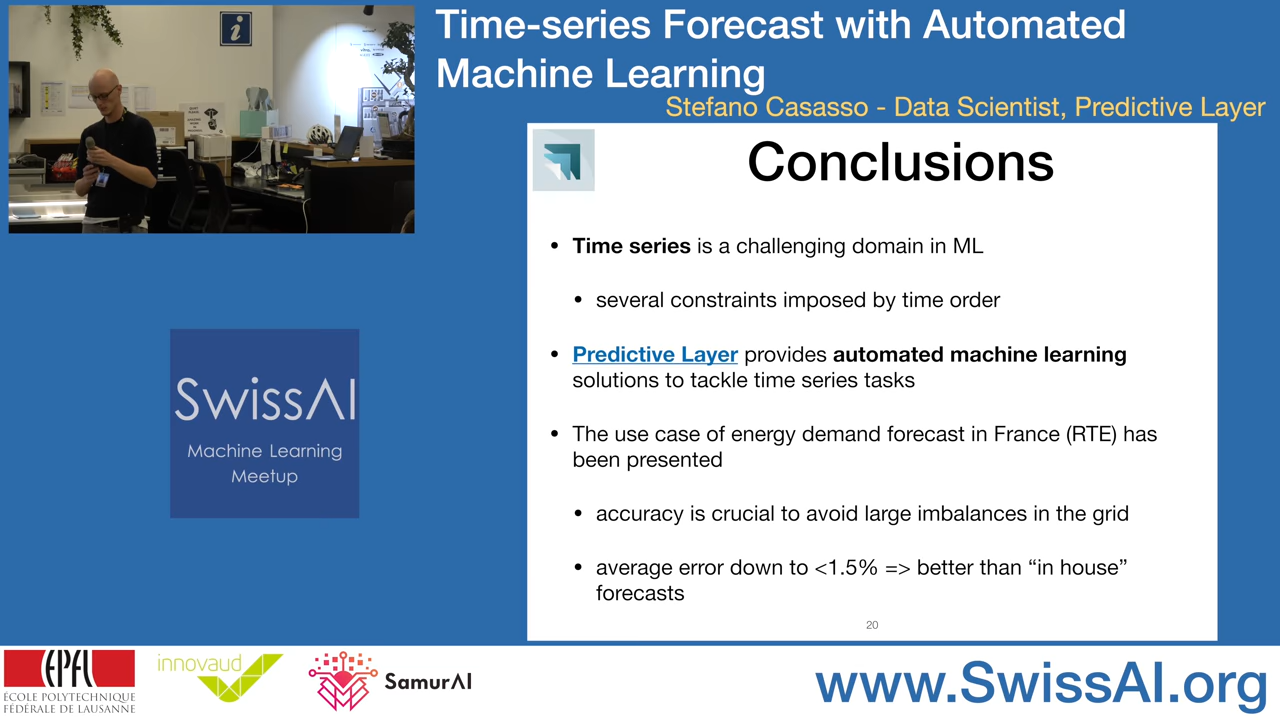 Time-series Forecast with Automated
Machine Learning
Stefano Casasso - Data Scientist, Predictive Layer
Conclusions
• Time series is a challenging domain in ML
• several constraints imposed by time order
• Predictive Layer provides automated machine learning
solutions to tackle time series tasks
• The use case of energy demand forecast in France (RTE) has
been presented
• accuracy is crucial to avoid large imbalances in the grid
• average error down to <1.5% => better than “in house”
forecasts
20
SwissAI
Machine Learning
Meetup
EPFL
ÉCOLE POLYTECHNIQUE
FÉDÉRALE DE LAUSANNE
innovaud
SamurAI
www.SwissAI.org